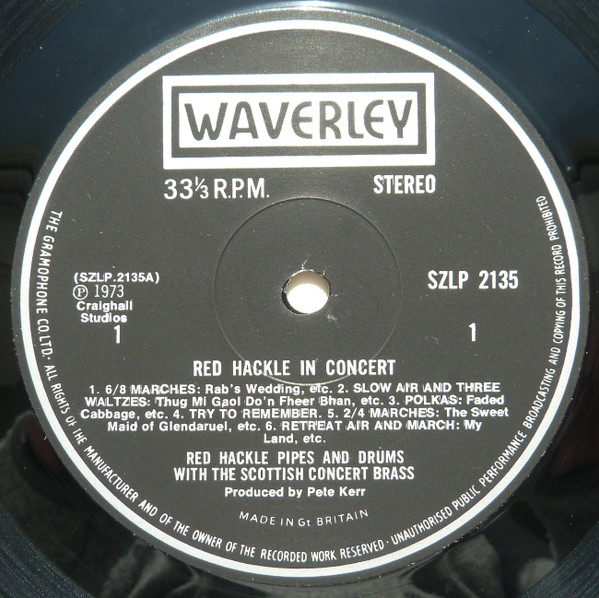 WAVERLEY
33⅓ R.P.M.
STEREO
(SZLP.2135A)
Ⓟ 1973
Craighall
Studios
1
SZLP 2135
1
RED HACKLE IN CONCERT
1. 6/8 MARCHES: Rab's Wedding, etc. 2. SLOW AIR AND THREE
WALTZES: Thug Mi Gaol Do'n Fheer Bhan, etc. 3. POLKAS: Faded
Cabbage, etc. 4. TRY TO REMEMBER. 5. 2/4 MARCHES: The Sweet
Maid of Glendaruel, etc. 6. RETREAT AIR AND MARCH: My
Land, etc.
RED HACKLE PIPES AND DRUMS
WITH THE SCOTTISH CONCERT BRASS
Produced by Pete Kerr
MADE IN Gt BRITAIN
THE GRAMOPHONE CO. LTD. · ALL RIGHTS OF THE MANUFACTURER AND OF THE OWNER OF THE RECORDED WORK RESERVED · UNAUTHORISED PUBLIC PERFORMANCE BROADCASTING AND COPYING OF THIS RECORD PROHIBITED